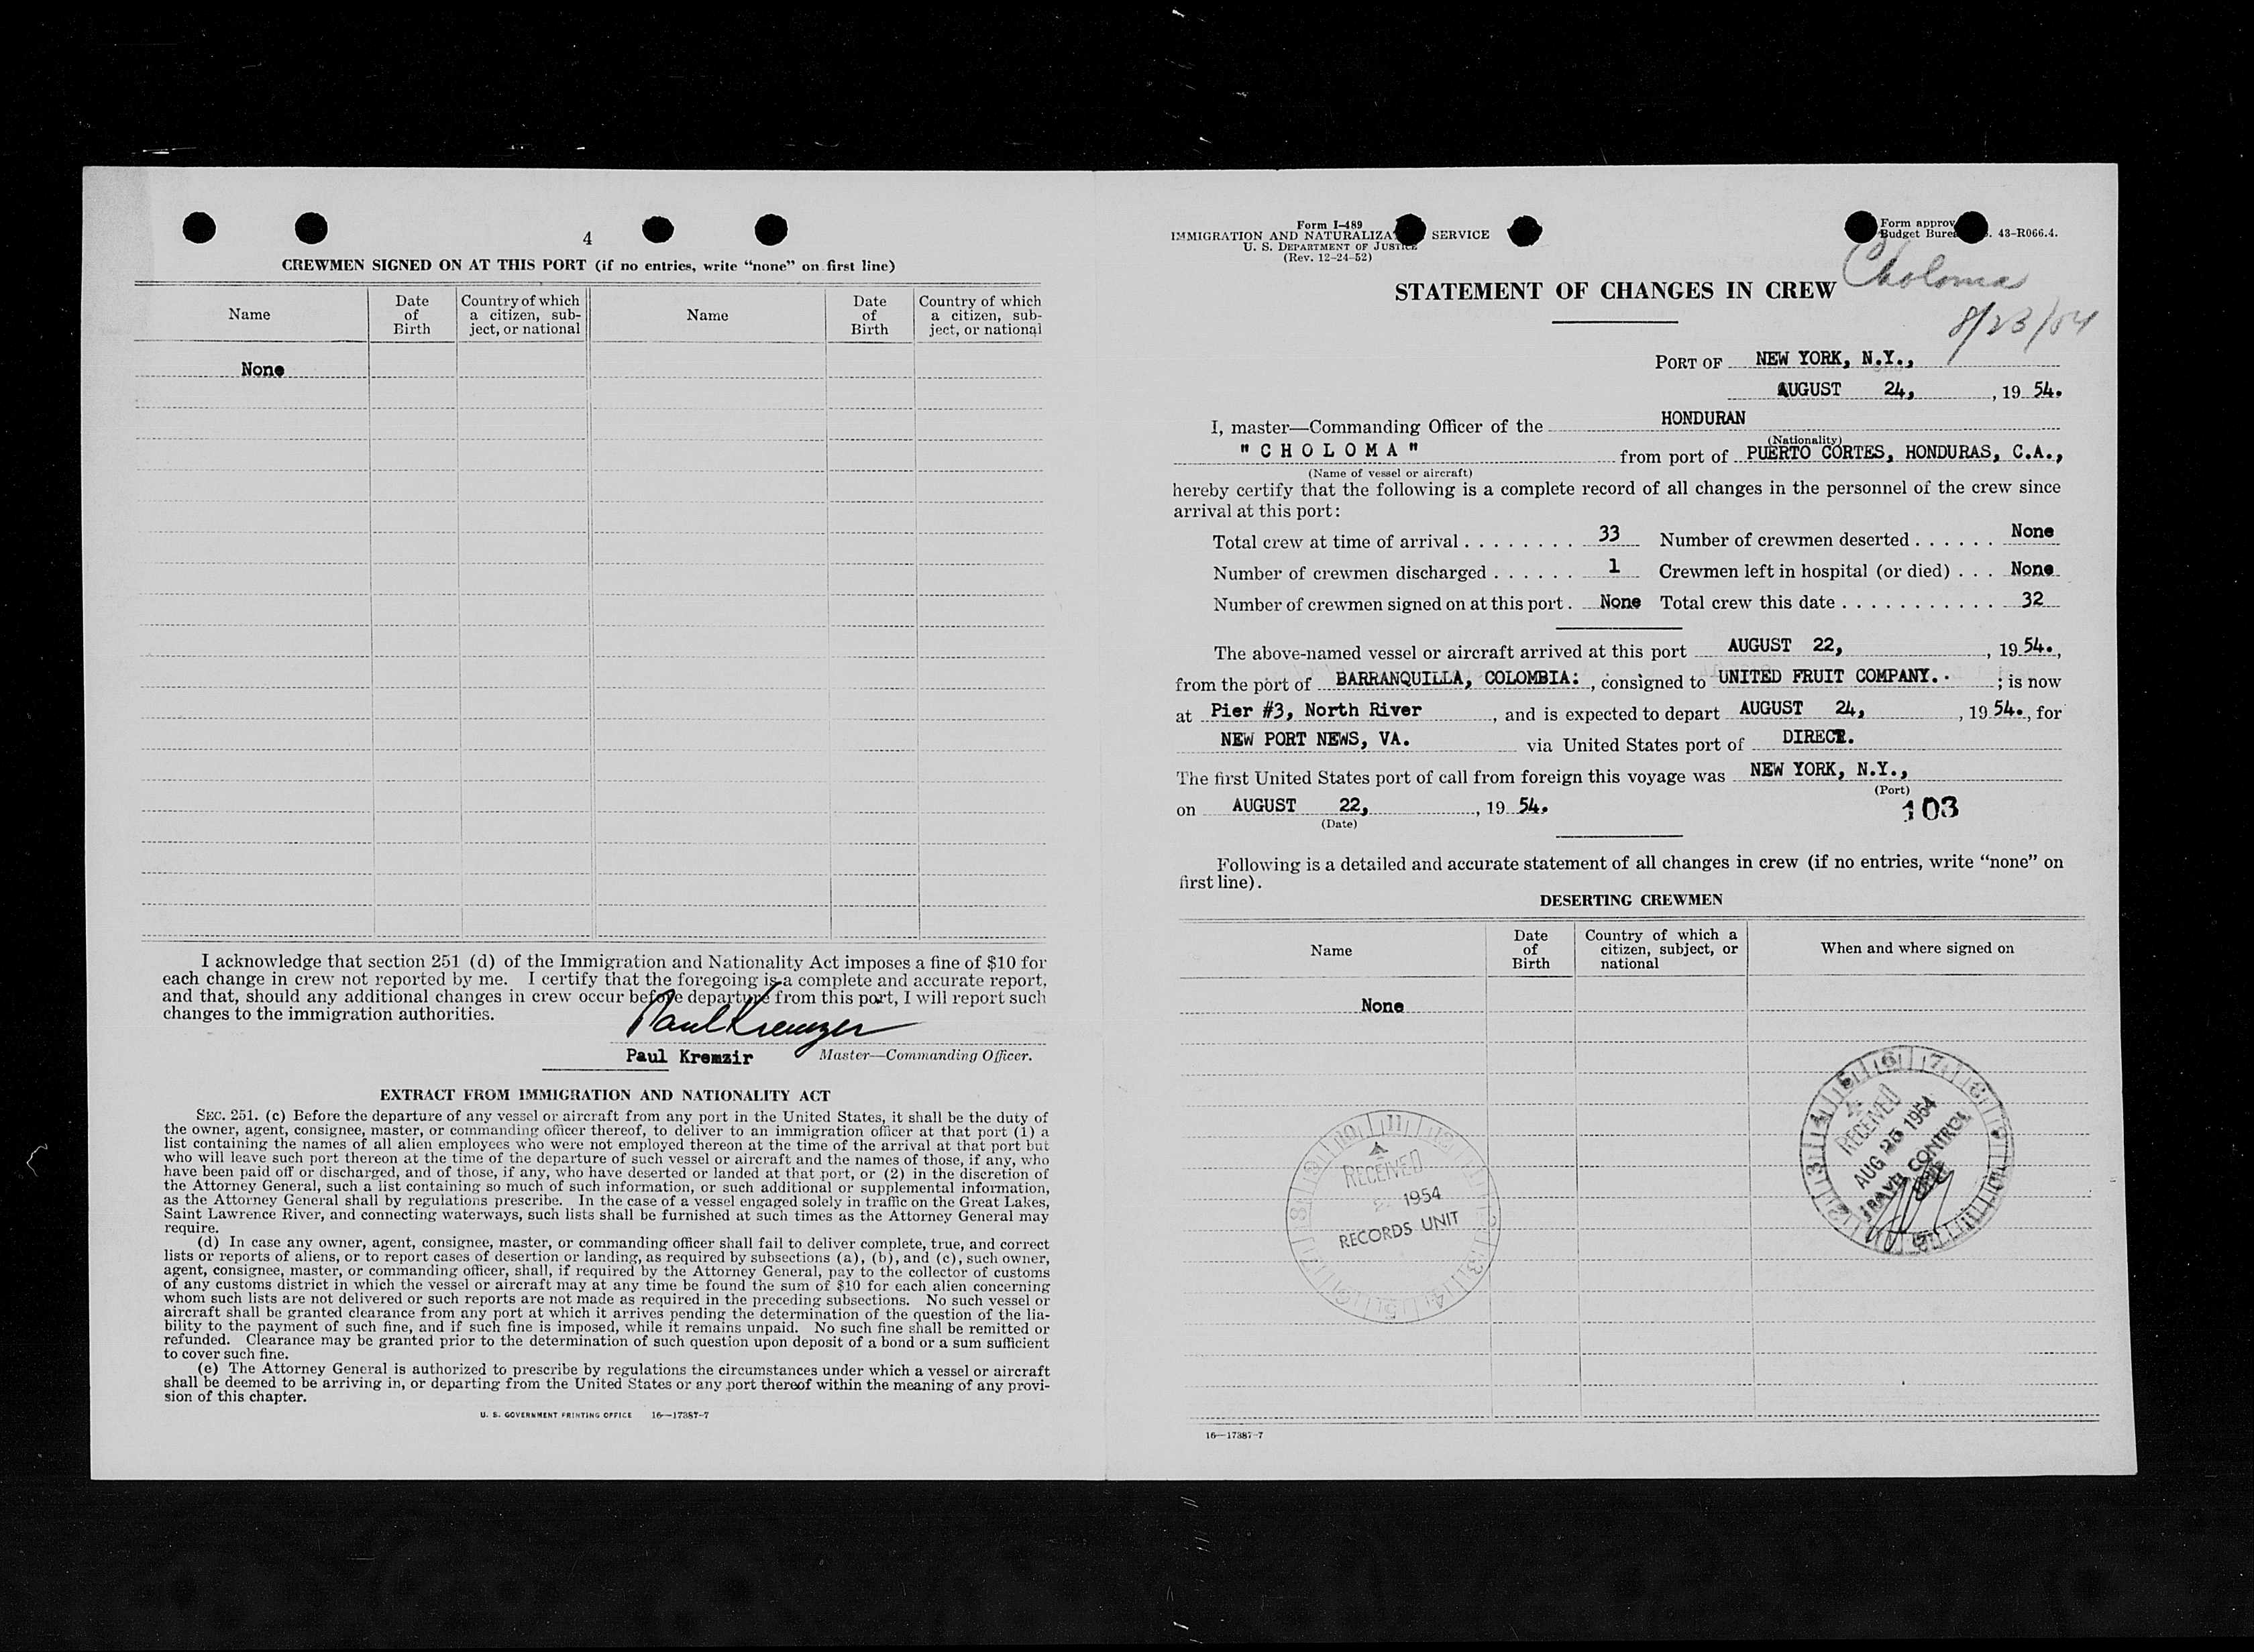 4
CREWMEN SIGNED ON AT THIS PORT (if no entries, write “none” on first line)
Name
Date of Birth
Country of which a citizen, subject, or national
Name
Date of Birth
Country of which a citizen, subject, or national
None
I acknowledge that section 251 (d) of the Immigration and Nationality Act imposes a fine of $10 for
each change in crew not reported by me. I certify that the foregoing is a complete and accurate report,
and that, should any additional changes in crew occur before departure from this port, I will report such
changes to the immigration authorities.
Paul Kremzer
Paul Kremzir Master—Commanding Officer.
EXTRACT FROM IMMIGRATION AND NATIONALITY ACT
SEC. 251. (c) Before the departure of any vessel or aircraft from any port in the United States, it shall be the duty of
the owner, agent, consignee, master, or commanding officer thereof, to deliver to an immigration officer at that port (1) a
list containing the names of all alien employees who were not employed thereon at the time of the arrival at that port but
who will leave such port thereon at the time of the departure of such vessel or aircraft and the names of those, if any, who
have been paid off or discharged, and of those, if any, who have deserted or landed at that port, or (2) in the discretion of
the Attorney General, such a list containing so much of such information, or such additional or supplemental information,
as the Attorney General shall by regulations prescribe. In the case of a vessel engaged solely in traffic on the Great Lakes,
Saint Lawrence River, and connecting waterways, such lists shall be furnished at such times as the Attorney General may
require.
(d) In case any owner, agent, consignee, master, or commanding officer shall fail to deliver complete, true, and correct
lists or reports of aliens, or to report cases of desertion or landing, as required by subsections (a), (b), and (c), such owner,
agent, consignee, master, or commanding officer, shall, if required by the Attorney General, pay to the collector of customs
of any customs district in which the vessel or aircraft may at any time be found the sum of $10 for each alien concerning
whom such lists are not delivered or such reports are not made as required in the preceding subsections. No such vessel or
aircraft shall be granted clearance from any port at which it arrives pending the determination of the question of the lia-
bility to the payment of such fine, and if such fine is imposed, while it remains unpaid. No such fine shall be remitted or
refunded. Clearance may be granted prior to the determination of such question upon deposit of a bond or a sum sufficient
to cover such fine.
(e) The Attorney General is authorized to prescribe by regulations the circumstances under which a vessel or aircraft
shall be deemed to be arriving in, or departing from the United States or any port thereof within the meaning of any provi-
sion of this chapter.
U. S. GOVERNMENT PRINTING OFFICE 16—17387-7
Form I-489
IMMIGRATION AND NATURALIZA SERVICE
U. S. DEPARTMENT OF JUSTICE
(Rev. 12-24-52)
Form approv
Budget Burea . 43-R066.4.
Choloma
8/23/54
STATEMENT OF CHANGES IN CREW
PORT OF NEW YORK, N.Y.,
AUGUST 24, , 19 54.
I, master—Commanding Officer of the HONDURAN
(Nationality)
"CHOLOMA" from port of PUERTO CORTES, HONDURAS, C.A.,
(Name of vessel or aircraft)
hereby certify that the following is a complete record of all changes in the personnel of the crew since
arrival at this port:
Total crew at time of arrival . . . . . . . . 33 Number of crewmen deserted . . . . . . None
Number of crewmen discharged . . . . . . 1 Crewmen left in hospital (or died) . . . None
Number of crewmen signed on at this port . None Total crew this date . . . . . . . . . . . . 32
The above-named vessel or aircraft arrived at this port AUGUST 22, , 19 54.,
from the port of BARRANQUILLA, COLOMBIA: , consigned to UNITED FRUIT COMPANY. . ; is now
at Pier #3, North River , and is expected to depart AUGUST 24, , 19 54., for
NEW PORT NEWS, VA. via United States port of DIRECT.
The first United States port of call from foreign this voyage was NEW YORK, N.Y.,
(Port)
on AUGUST 22, , 19 54.
(Date)
103
Following is a detailed and accurate statement of all changes in crew (if no entries, write “none” on
first line).
DESERTING CREWMEN
Name
Date of Birth
Country of which a citizen, subject, or national
When and where signed on
None
RECEIVED
1954
RECORDS UNIT
RECEIVED
AUG 25 1954
TRAVEL CONTROL
16—17387-7